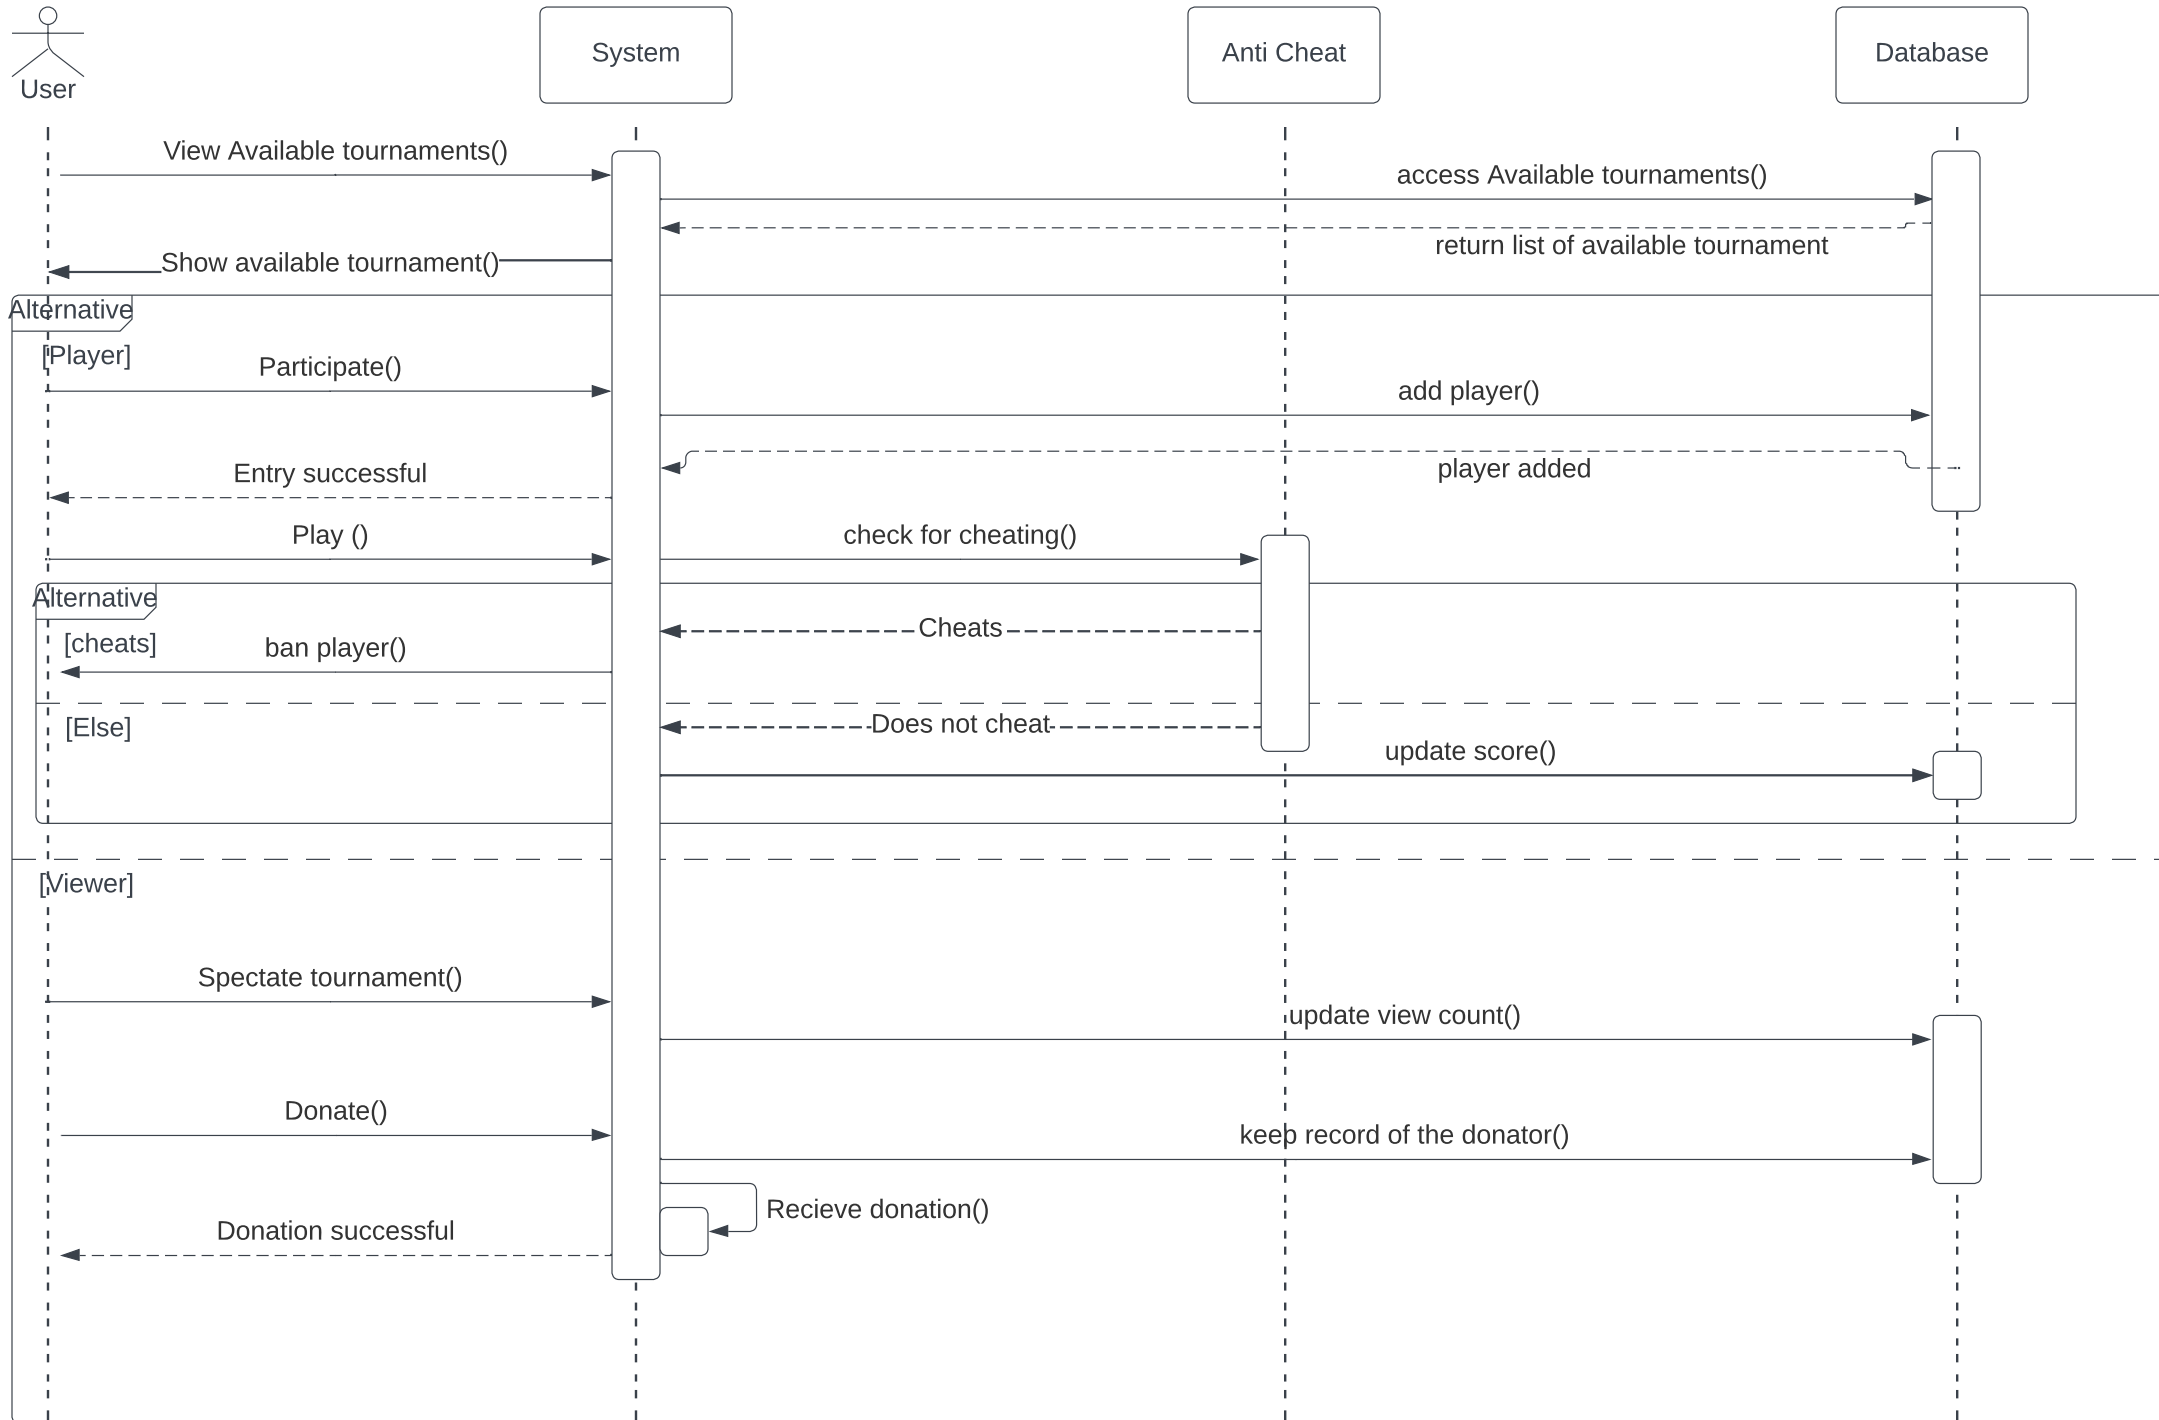 User
System
Anti Cheat
Database
View Available tournaments()
access Available tournaments()
return list of available tournament
Show available tournament()
Alternative
[Player]
Participate()
add player()
player added
Entry successful
Play ()
check for cheating()
Alternative
Cheats
[cheats]
ban player()
[Else]
Does not cheat
update score()
[Viewer]
Spectate tournament()
update view count()
Donate()
keep record of the donator()
Recieve donation()
Donation successful